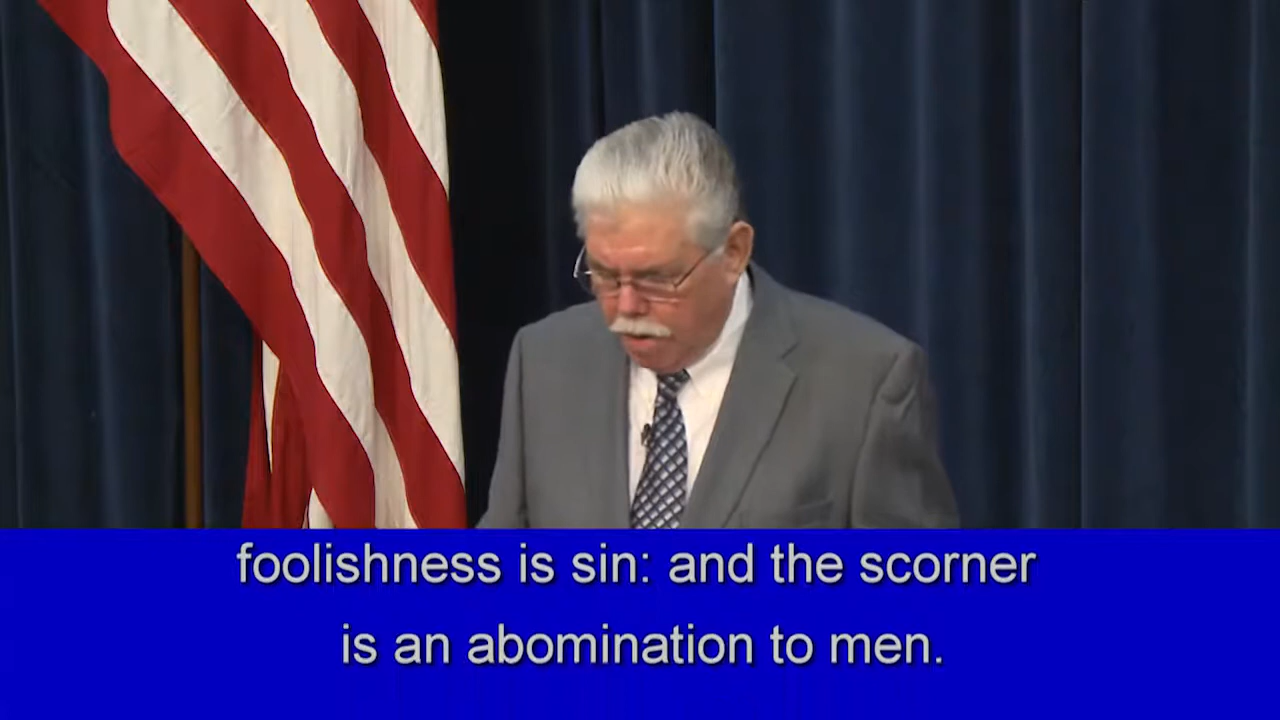 foolishness is sin: and the scorner
is an abomination to men.